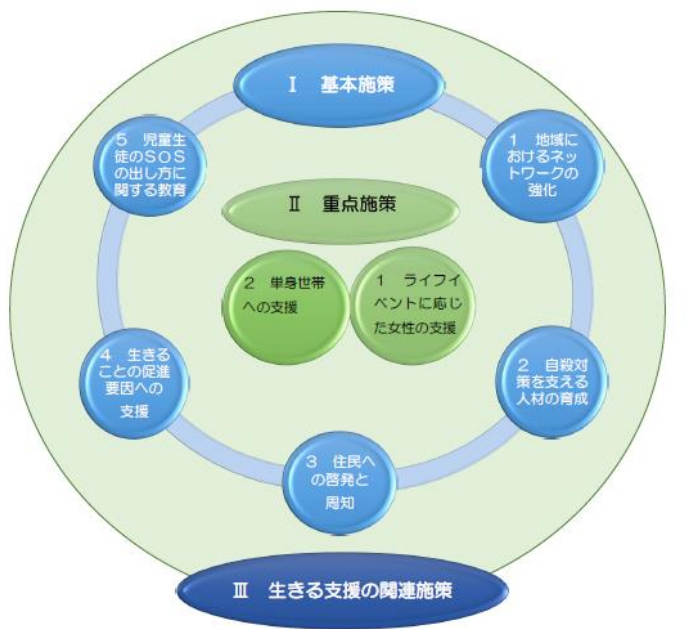 Ⅰ 基本施策
5 児童生
徒のSOS
の出し方に
関する教育
1 地域に
おけるネッ
トワークの
強化
Ⅱ 重点施策
2 単身世帯
への支援
1 ライフイ
ベントに応じ
た女性の支援
4 生きる
ことの促進
要因への
支援
2 自殺対
策を支える
人材の育成
3 住民へ
の啓発と
周知
Ⅲ 生きる支援の関連施策